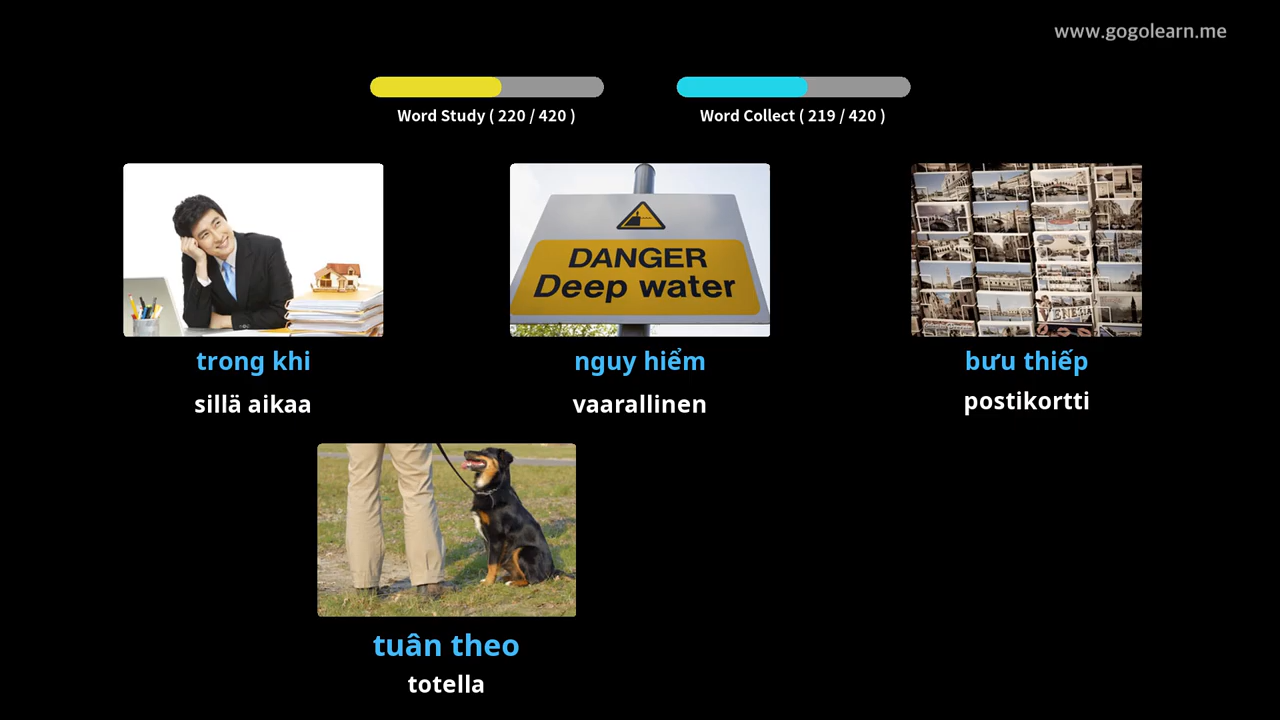 www.gogolearn.me
Word Study ( 220 / 420 )
Word Collect ( 219 / 420 )
DANGER
Deep water
VENEZIA
trong khi
nguy hiểm
bưu thiếp
sillä aikaa
vaarallinen
postikortti
tuân theo
totella